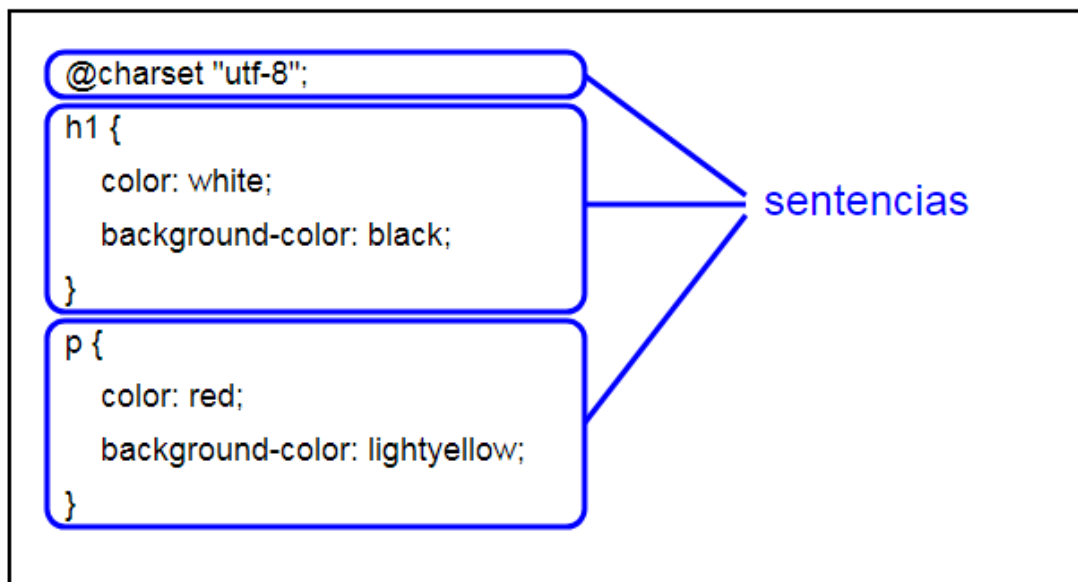 @charset "utf-8";
h1 {
color: white;
background-color: black;
}
p {
color: red;
background-color: lightyellow;
}
sentencias